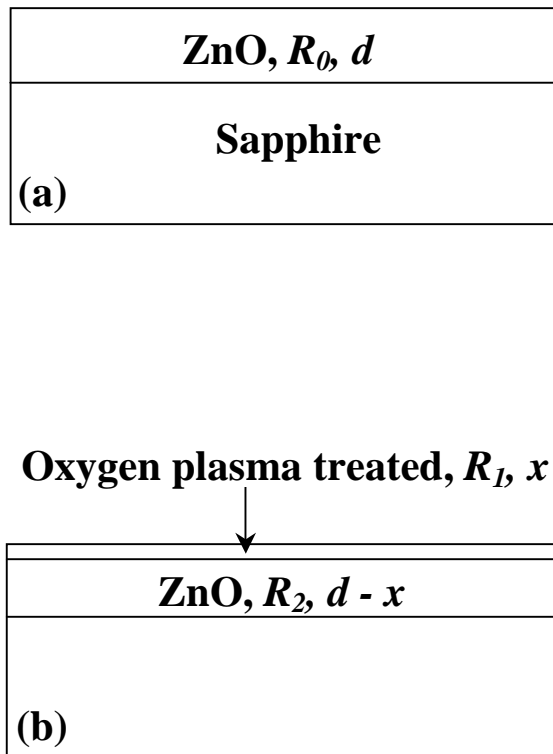 ZnO, R0, d
Sapphire
(a)
Oxygen plasma treated, R1, x
ZnO, R2, d - x
(b)